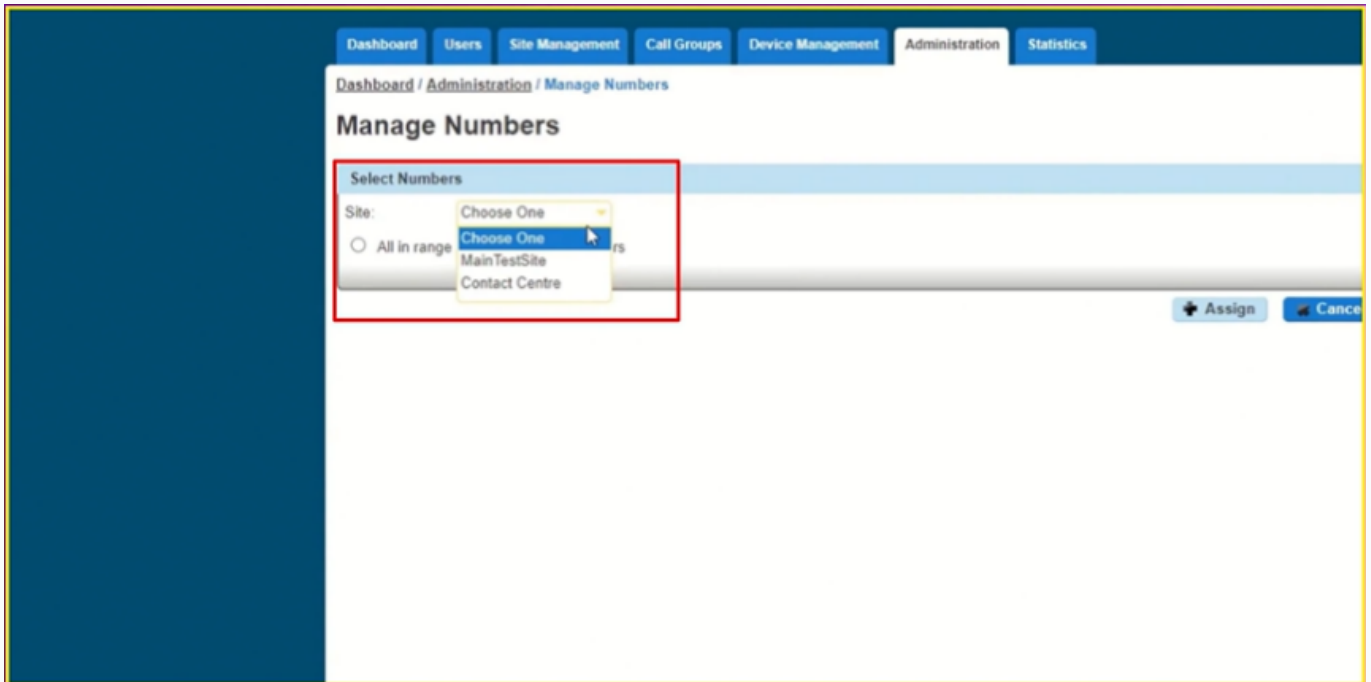 Dashboard Users Site Management Call Groups Device Management Administration Statistics
Dashboard / Administration / Manage Numbers
Manage Numbers
Select Numbers
Site: Choose One
All in range Choose One rs
MainTestSite
Contact Centre
Assign Cance